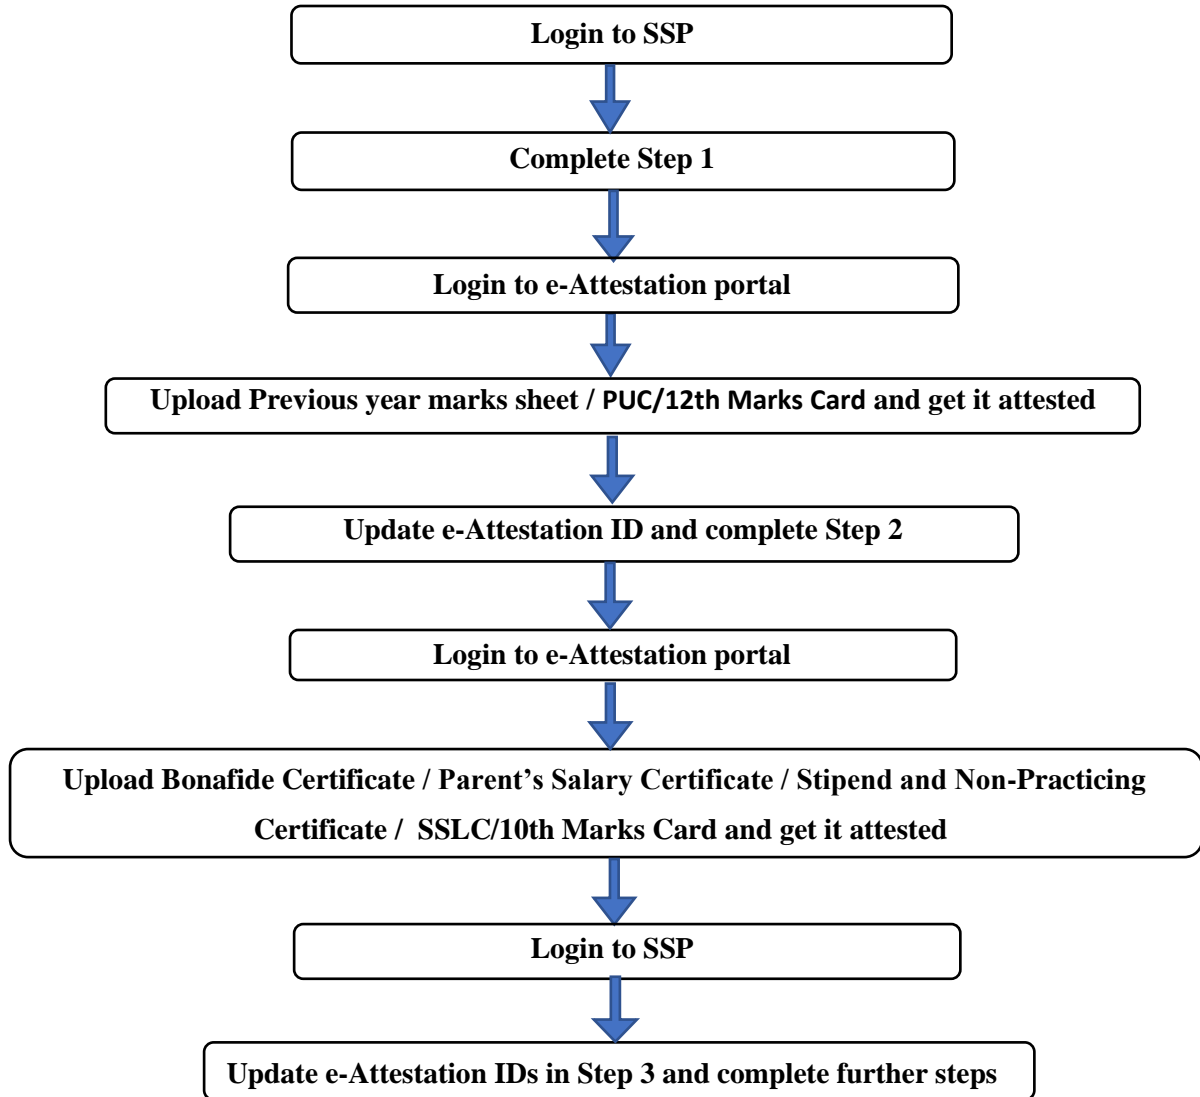 Login to SSP
Complete Step 1
Login to e-Attestation portal
Upload Previous year marks sheet / PUC/12th Marks Card and get it attested
Update e-Attestation ID and complete Step 2
Login to e-Attestation portal
Upload Bonafide Certificate / Parent’s Salary Certificate / Stipend and Non-Practicing
Certificate / SSLC/10th Marks Card and get it attested
Login to SSP
Update e-Attestation IDs in Step 3 and complete further steps